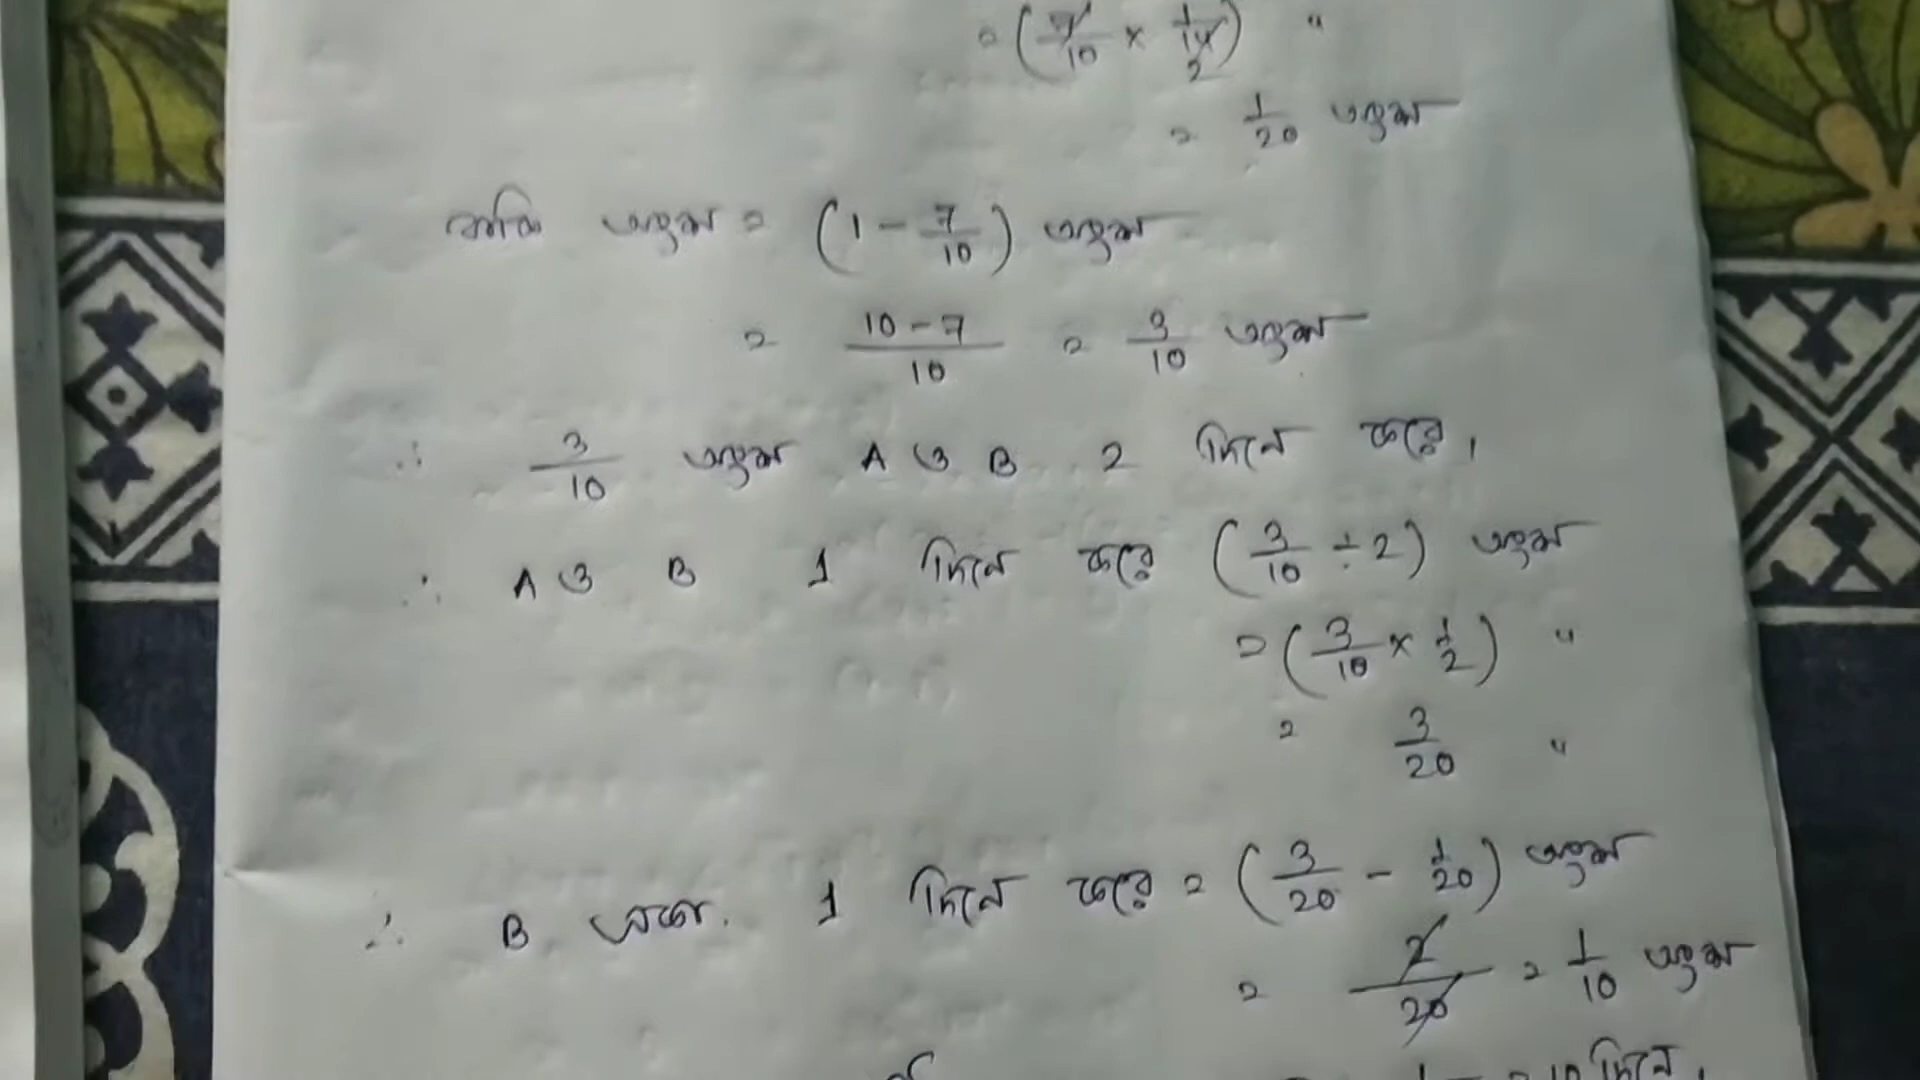 = (7/10 × 1/14) "
2
= 1/20 অংশ
বাকি অংশ = (1 - 7/10) অংশ
= 10-7/10 = 3/10 অংশ
∴ 3/10 অংশ A ও B 2 দিনে করে,
∴ A ও B 1 দিনে করে (3/10 ÷ 2) অংশ
= (3/10 × 1/2) "
= 3/20 "
∴ B একা 1 দিনে করে = (3/20 - 1/20) অংশ
= 2/20 = 1/10 অংশ
= 10 দিনে,